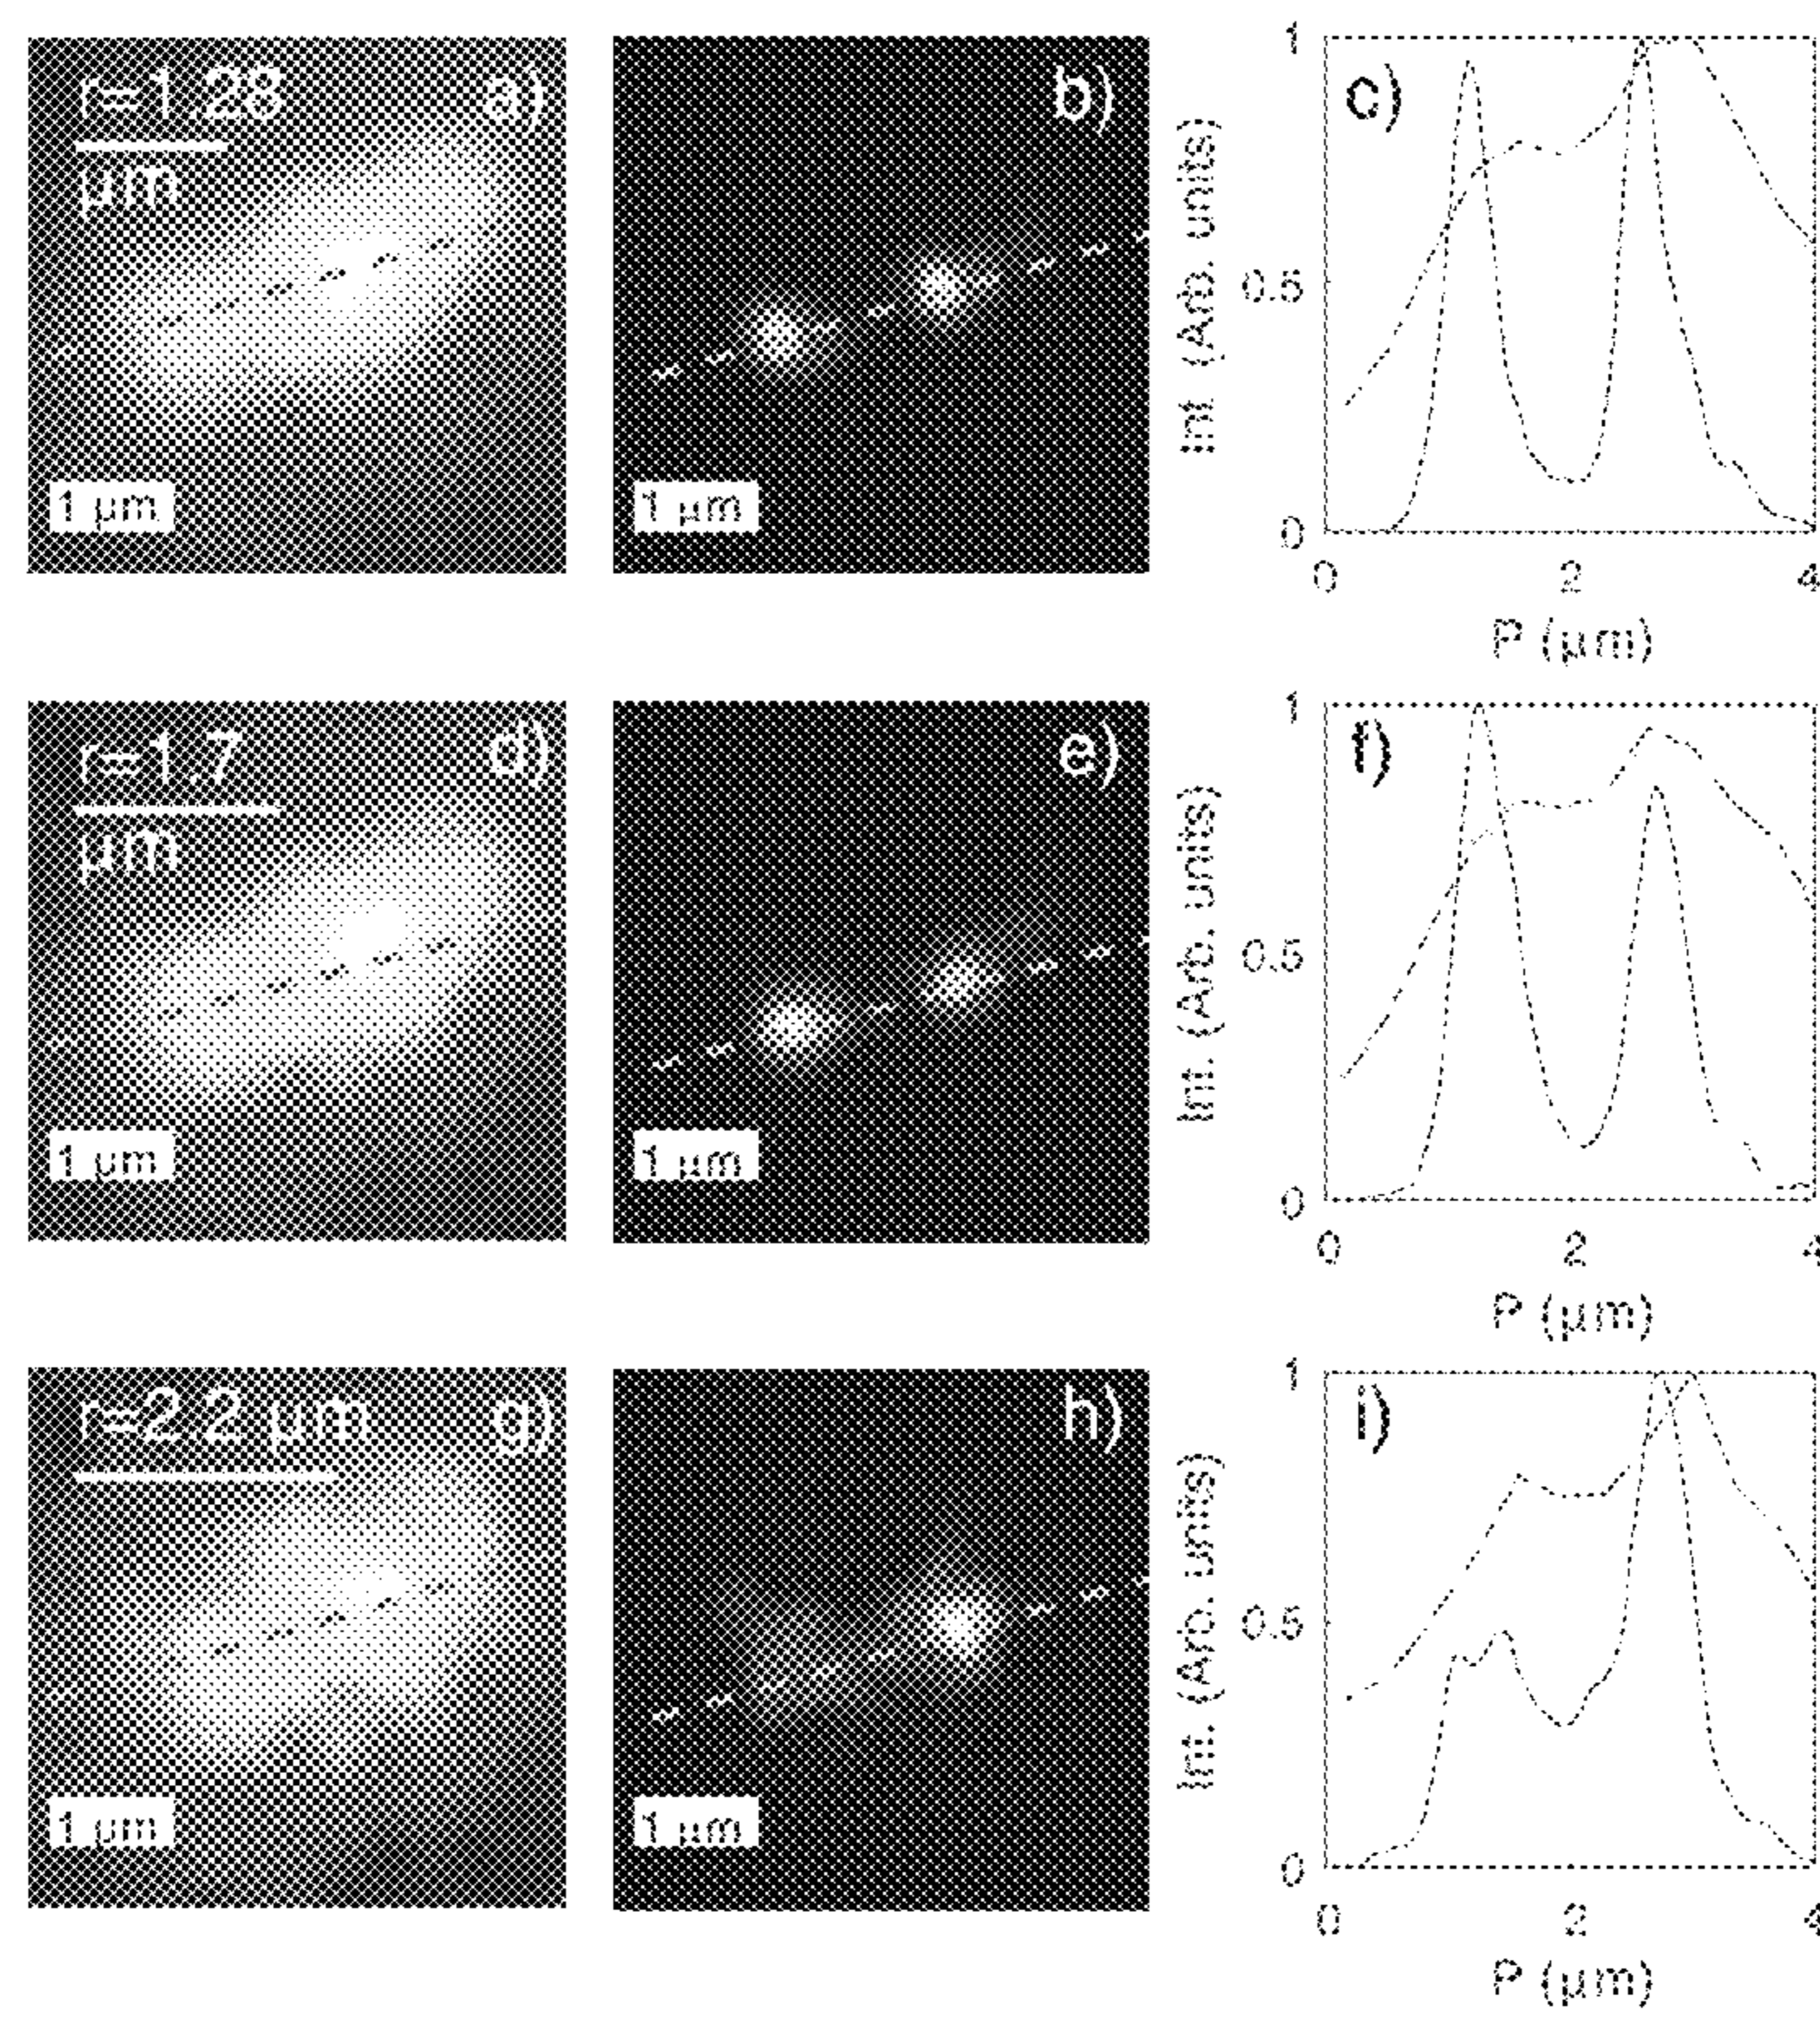 r=1.28
μm
a)
1 μm
b)
1 μm
c)
1
0.5
0
Int. (Arb. units)
0 2 4
P (μm)
r=1.7
μm
d)
1 μm
e)
1 μm
f)
1
0.5
0
Int. (Arb. units)
0 2 4
P (μm)
r=2.2 μm
g)
1 μm
h)
1 μm
i)
1
0.5
0
Int. (Arb. units)
0 2 4
P (μm)